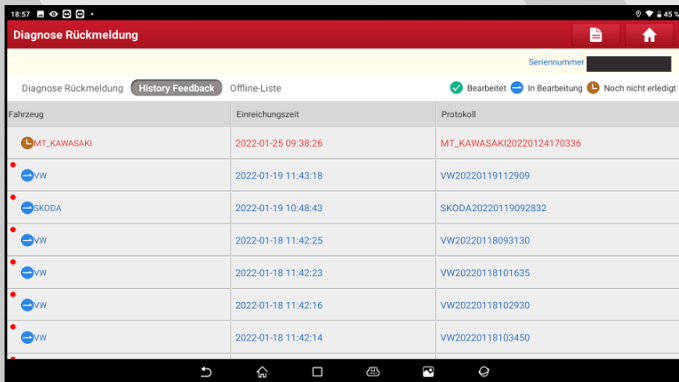 18:57
45 %
Diagnose Rückmeldung
Seriennummer
Diagnose Rückmeldung History Feedback Offline-Liste Bearbeitet In Bearbeitung Noch nicht erledigt
Fahrzeug Einreichungszeit Protokoll
MT_KAWASAKI 2022-01-25 09:38:26 MT_KAWASAKI20220124170336
VW 2022-01-19 11:43:18 VW20220119112909
SKODA 2022-01-19 10:48:43 SKODA20220119092832
VW 2022-01-18 11:42:25 VW20220118093130
VW 2022-01-18 11:42:23 VW20220118101635
VW 2022-01-18 11:42:16 VW20220118102930
VW 2022-01-18 11:42:14 VW20220118103450